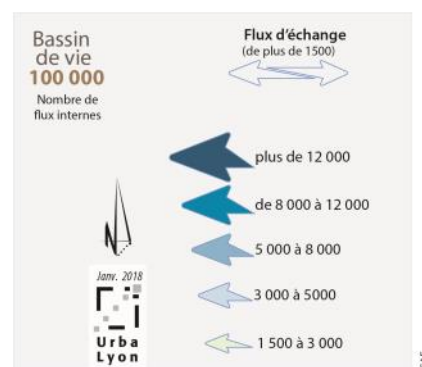 Bassin
de vie
100 000
Nombre de
flux internes
Flux d'échange
(de plus de 1500)
plus de 12 000
de 8 000 à 12 000
5 000 à 8 000
3 000 à 5000
1 500 à 3 000
N
Janv. 2018
Urba
Lyon